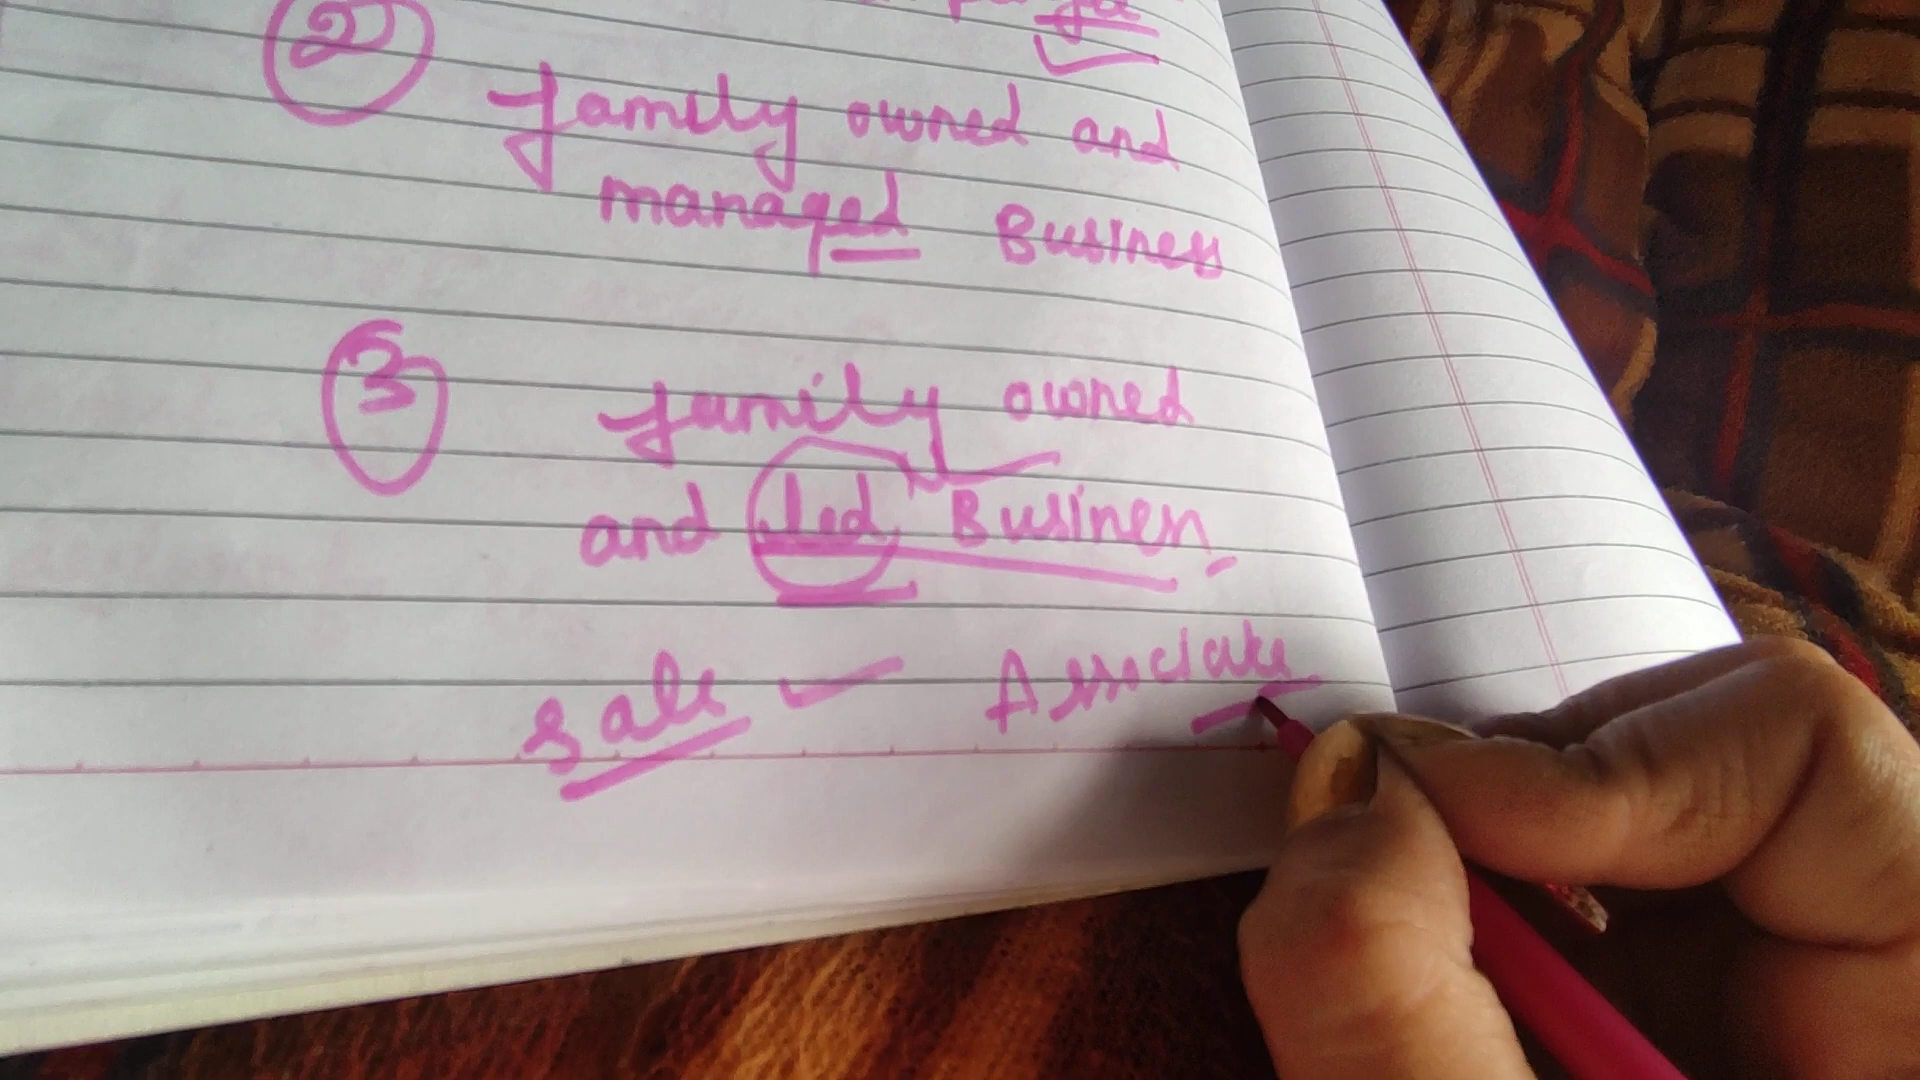 ②
family owned and
managed Business
③
family owned
and led Business
sale Associate